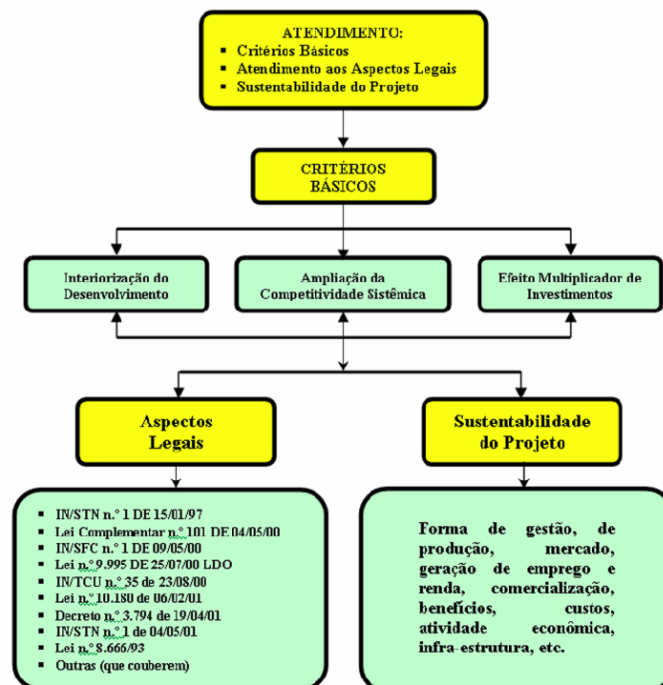 ATENDIMENTO:
▪ Critérios Básicos
▪ Atendimento aos Aspectos Legais
▪ Sustentabilidade do Projeto
CRITÉRIOS
BÁSICOS
Interiorização do
Desenvolvimento
Ampliação da
Competitividade Sistêmica
Efeito Multiplicador de
Investimentos
Aspectos
Legais
Sustentabilidade
do Projeto
▪ IN/STN n.º 1 DE 15/01/97
▪ Lei Complementar n.º 101 DE 04/05/00
▪ IN/SFC n.º 1 DE 09/05/00
▪ Lei n.º 9.995 DE 25/07/00 LDO
▪ IN/TCU n.º 35 de 23/08/00
▪ Lei n.º 10.180 de 06/02/01
▪ Decreto n.º 3.794 de 19/04/01
▪ IN/STN n.º 1 de 04/05/01
▪ Lei n.º 8.666/93
▪ Outras (que couberem)
Forma de gestão, de
produção, mercado,
geração de emprego e
renda, comercialização,
benefícios, custos,
atividade econômica,
infra-estrutura, etc.